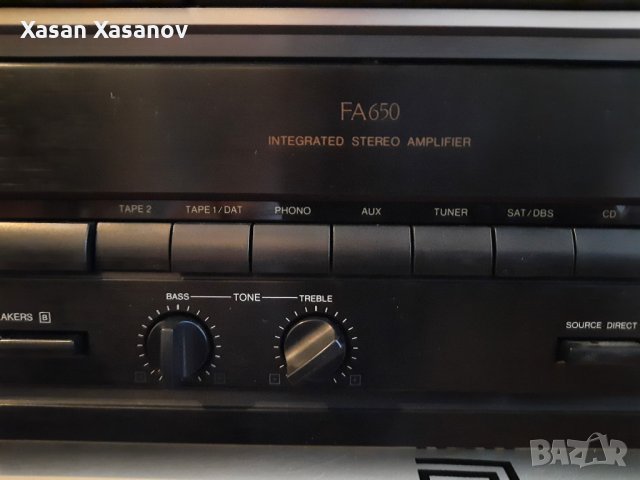 Xasan Xasanov
FA650
INTEGRATED STEREO AMPLIFIER
TAPE 2 TAPE 1/DAT PHONO AUX TUNER SAT/DBS CD
BASS TONE TREBLE
AKERS B
SOURCE DIRECT
BAZAR